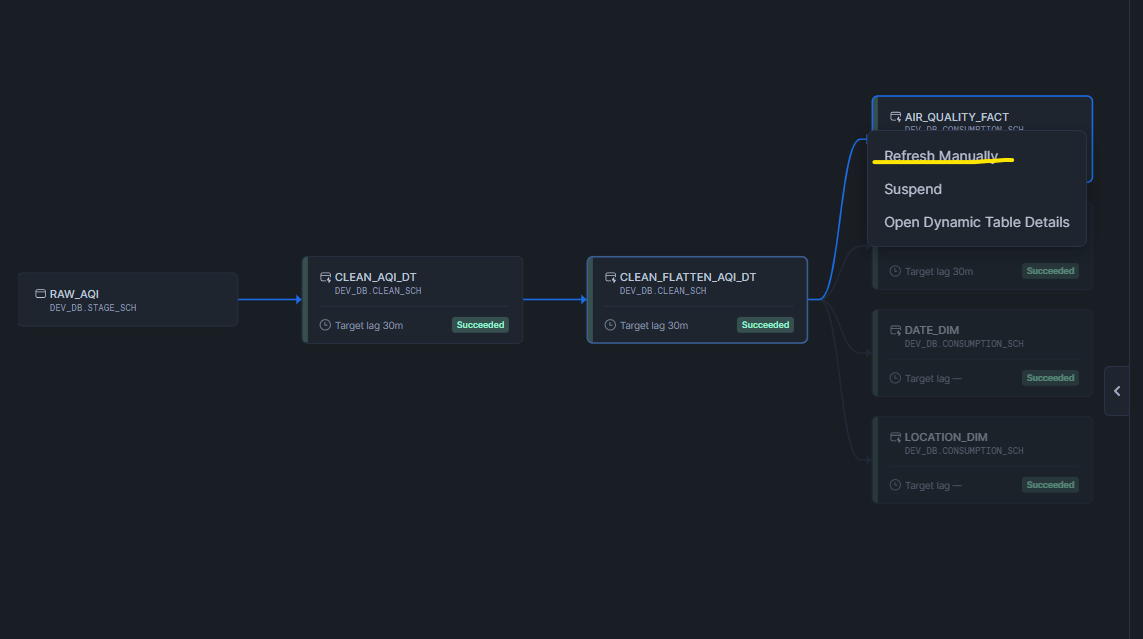 RAW_AQI
DEV_DB.STAGE_SCH
CLEAN_AQI_DT
DEV_DB.CLEAN_SCH
Target lag 30m
Succeeded
CLEAN_FLATTEN_AQI_DT
DEV_DB.CLEAN_SCH
Target lag 30m
Succeeded
AIR_QUALITY_FACT
DEV_DB.CONSUMPTION_SCH
Refresh Manually
Suspend
Open Dynamic Table Details
Target lag 30m
Succeeded
DATE_DIM
DEV_DB.CONSUMPTION_SCH
Target lag —
Succeeded
LOCATION_DIM
DEV_DB.CONSUMPTION_SCH
Target lag —
Succeeded